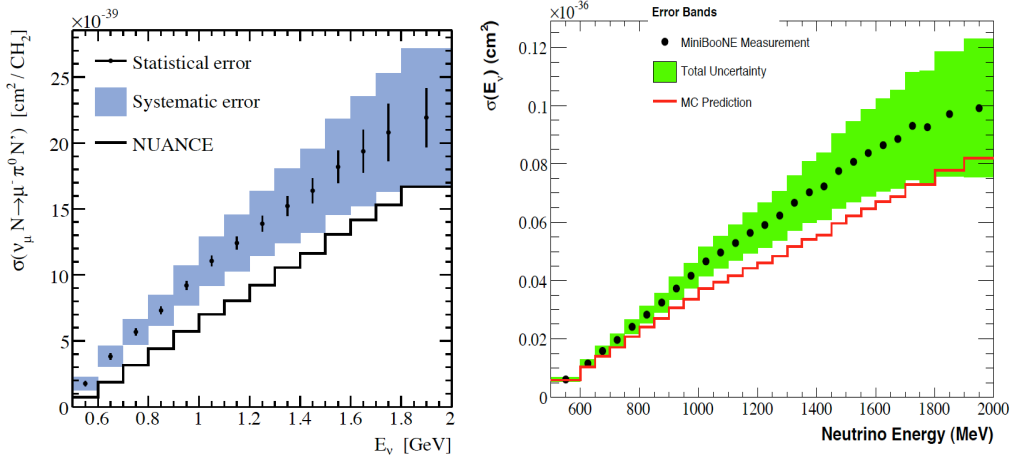 ×10⁻³⁹
σ(ν_μ N→μ⁻ π⁰ N') [cm² / CH₂]
25
20
15
10
5
0
Statistical error
Systematic error
NUANCE
0.6 0.8 1 1.2 1.4 1.6 1.8 2
E_ν [GeV]
×10⁻³⁶
σ(E_ν) (cm²)
0.12
0.1
0.08
0.06
0.04
0.02
0
Error Bands
MiniBooNE Measurement
Total Uncertainty
MC Prediction
600 800 1000 1200 1400 1600 1800 2000
Neutrino Energy (MeV)